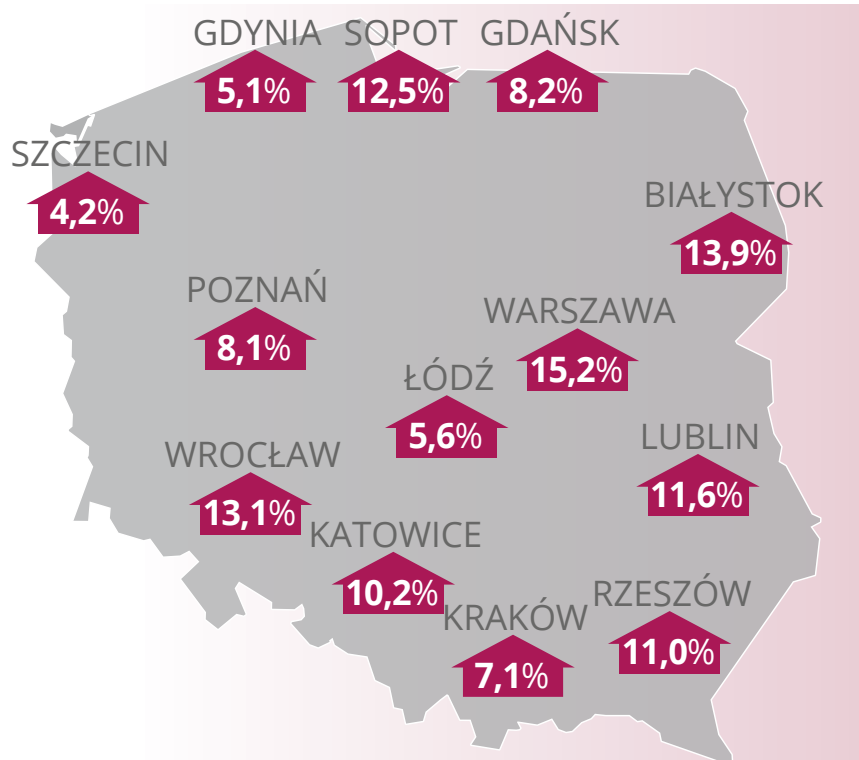 GDYNIA SOPOT GDAŃSK
5,1% 12,5% 8,2%
SZCZECIN
4,2%
BIAŁYSTOK
13,9%
POZNAŃ
8,1%
WARSZAWA
15,2%
ŁÓDŹ
5,6%
LUBLIN
11,6%
WROCŁAW
13,1%
KATOWICE
10,2%
RZESZÓW
11,0%
KRAKÓW
7,1%